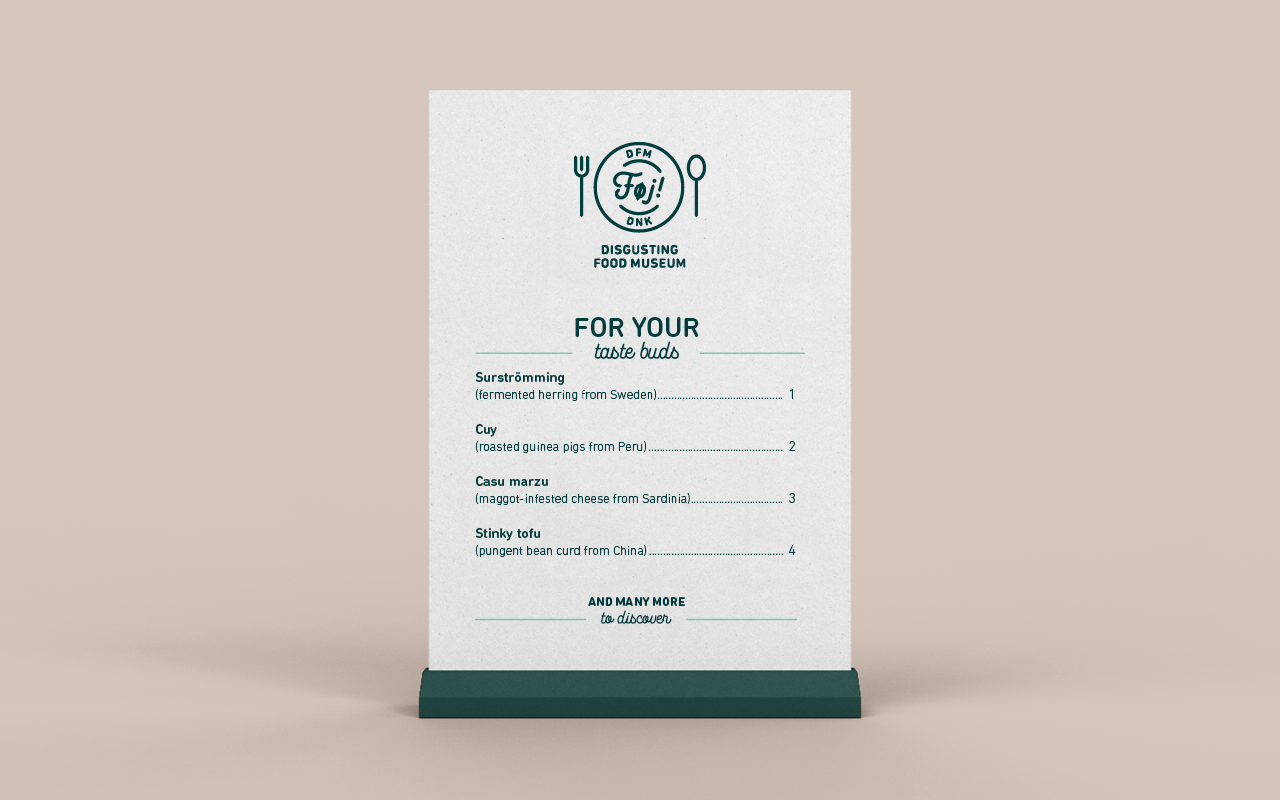 DFM
Føj!
DNK
DISGUSTING
FOOD MUSEUM
FOR YOUR
taste buds
Surströmming
(fermented herring from Sweden)............................................. 1
Cuy
(roasted guinea pigs from Peru)................................................ 2
Casu marzu
(maggot-infested cheese from Sardinia)................................. 3
Stinky tofu
(pungent bean curd from China)................................................ 4
AND MANY MORE
to discover